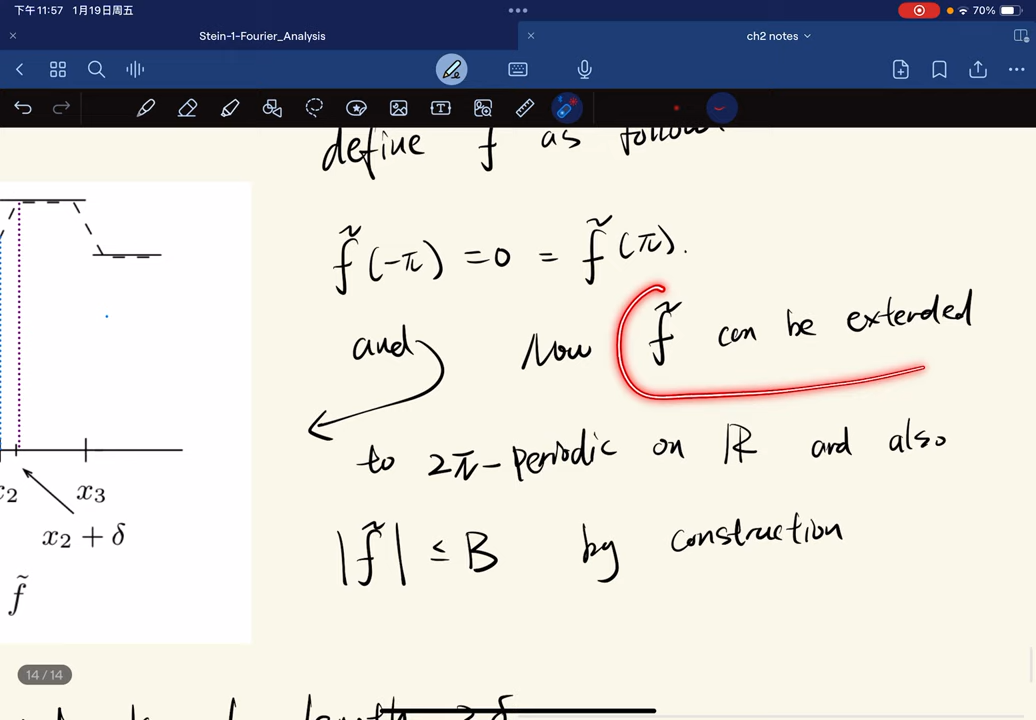 下午11:57 1月19日周五
70%
Stein-1-Fourier_Analysis
ch2 notes
define f as follow
f̃(-π) = 0 = f̃(π).
and Now f̃ can be extended
to 2π-periodic on ℝ and also
|f̃| ≤ B by construction
x₂ x₃
x₂ + δ
f̃
14 / 14
length 2δ